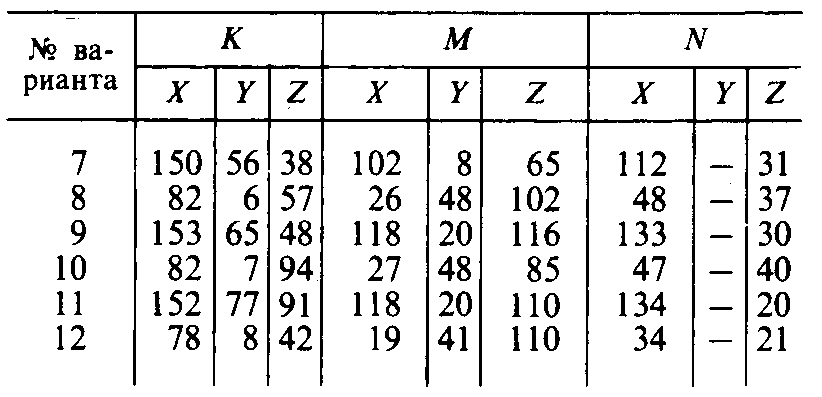 № ва- K M N
рианта X Y Z X Y Z X Y Z
7 150 56 38 102 8 65 112 — 31
8 82 6 57 26 48 102 48 — 37
9 153 65 48 118 20 116 133 — 30
10 82 7 94 27 48 85 47 — 40
11 152 77 91 118 20 110 134 — 20
12 78 8 42 19 41 110 34 — 21